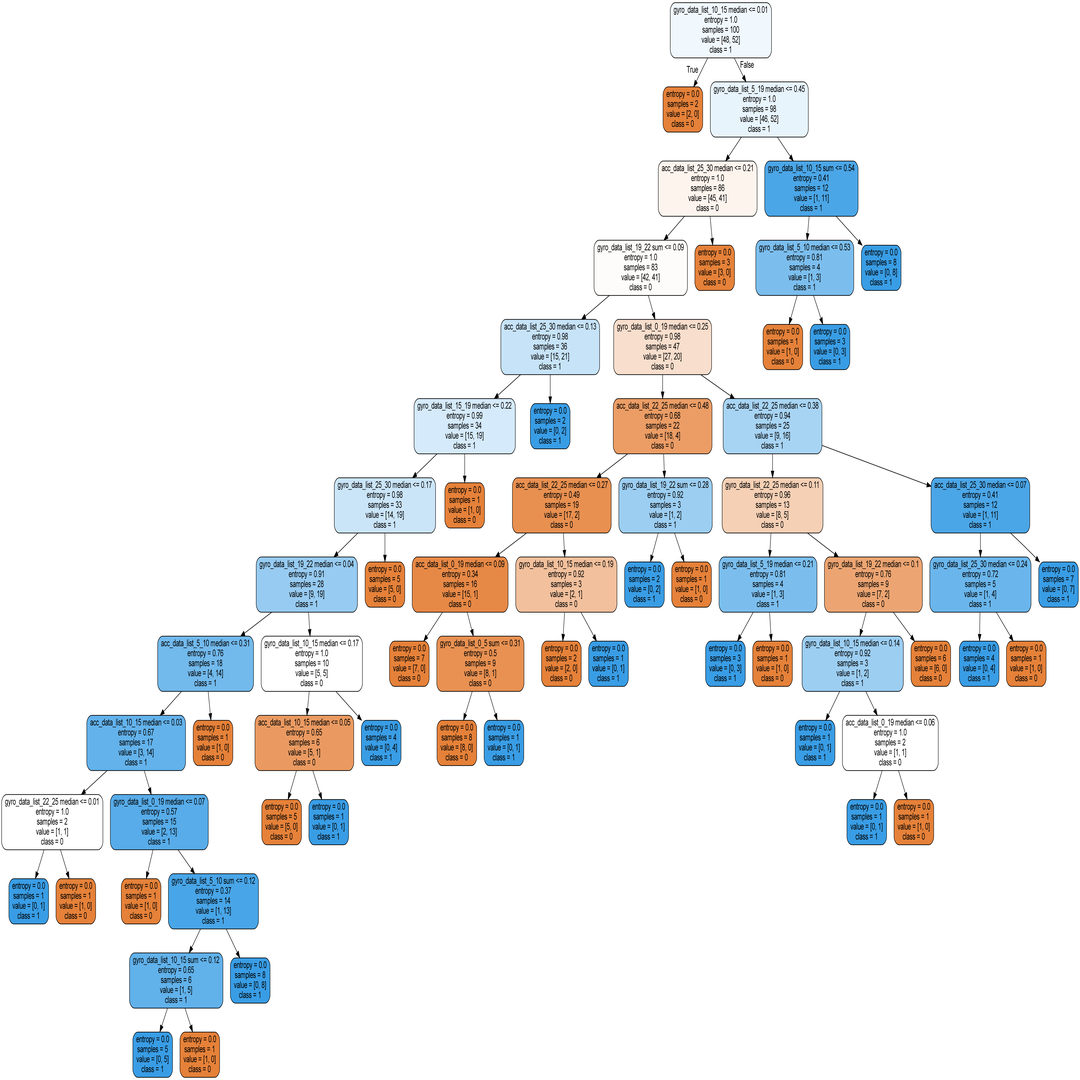 gyro_data_list_10_15 median <= 0.01
entropy = 1.0
samples = 100
value = [48, 52]
class = 1
True
False
entropy = 0.0
samples = 2
value = [2, 0]
class = 0
gyro_data_list_5_19 median <= 0.45
entropy = 1.0
samples = 98
value = [46, 52]
class = 1
acc_data_list_25_30 median <= 0.21
entropy = 1.0
samples = 86
value = [45, 41]
class = 0
gyro_data_list_10_15 sum <= 0.54
entropy = 0.41
samples = 12
value = [1, 11]
class = 1
gyro_data_list_19_22 sum <= 0.09
entropy = 1.0
samples = 83
value = [42, 41]
class = 0
entropy = 0.0
samples = 3
value = [3, 0]
class = 0
gyro_data_list_5_10 median <= 0.53
entropy = 0.81
samples = 4
value = [1, 3]
class = 1
entropy = 0.0
samples = 8
value = [0, 8]
class = 1
acc_data_list_25_30 median <= 0.13
entropy = 0.98
samples = 36
value = [15, 21]
class = 1
gyro_data_list_0_19 median <= 0.25
entropy = 0.98
samples = 47
value = [27, 20]
class = 0
entropy = 0.0
samples = 1
value = [1, 0]
class = 0
entropy = 0.0
samples = 3
value = [0, 3]
class = 1
gyro_data_list_15_19 median <= 0.22
entropy = 0.99
samples = 34
value = [15, 19]
class = 1
entropy = 0.0
samples = 2
value = [0, 2]
class = 1
acc_data_list_22_25 median <= 0.48
entropy = 0.68
samples = 22
value = [18, 4]
class = 0
acc_data_list_22_25 median <= 0.38
entropy = 0.94
samples = 25
value = [9, 16]
class = 1
gyro_data_list_25_30 median <= 0.17
entropy = 0.98
samples = 33
value = [14, 19]
class = 1
entropy = 0.0
samples = 1
value = [1, 0]
class = 0
acc_data_list_22_25 median <= 0.27
entropy = 0.49
samples = 19
value = [17, 2]
class = 0
gyro_data_list_19_22 sum <= 0.28
entropy = 0.92
samples = 3
value = [1, 2]
class = 1
gyro_data_list_22_25 median <= 0.11
entropy = 0.96
samples = 13
value = [8, 5]
class = 0
acc_data_list_25_30 median <= 0.07
entropy = 0.41
samples = 12
value = [1, 11]
class = 1
gyro_data_list_19_22 median <= 0.04
entropy = 0.91
samples = 28
value = [9, 19]
class = 1
entropy = 0.0
samples = 5
value = [5, 0]
class = 0
acc_data_list_0_19 median <= 0.09
entropy = 0.34
samples = 16
value = [15, 1]
class = 0
gyro_data_list_10_15 median <= 0.19
entropy = 0.92
samples = 3
value = [2, 1]
class = 0
entropy = 0.0
samples = 2
value = [0, 2]
class = 1
entropy = 0.0
samples = 1
value = [1, 0]
class = 0
gyro_data_list_5_19 median <= 0.21
entropy = 0.81
samples = 4
value = [1, 3]
class = 1
gyro_data_list_19_22 median <= 0.1
entropy = 0.76
samples = 9
value = [7, 2]
class = 0
gyro_data_list_25_30 median <= 0.24
entropy = 0.72
samples = 5
value = [1, 4]
class = 1
entropy = 0.0
samples = 7
value = [0, 7]
class = 1
acc_data_list_5_10 median <= 0.31
entropy = 0.76
samples = 18
value = [4, 14]
class = 1
gyro_data_list_10_15 median <= 0.17
entropy = 1.0
samples = 10
value = [5, 5]
class = 0
entropy = 0.0
samples = 7
value = [7, 0]
class = 0
gyro_data_list_0_5 sum <= 0.31
entropy = 0.5
samples = 9
value = [8, 1]
class = 0
entropy = 0.0
samples = 2
value = [2, 0]
class = 0
entropy = 0.0
samples = 1
value = [0, 1]
class = 1
entropy = 0.0
samples = 3
value = [0, 3]
class = 1
entropy = 0.0
samples = 1
value = [1, 0]
class = 0
gyro_data_list_10_15 median <= 0.14
entropy = 0.92
samples = 3
value = [1, 2]
class = 1
entropy = 0.0
samples = 6
value = [6, 0]
class = 0
entropy = 0.0
samples = 4
value = [0, 4]
class = 1
entropy = 0.0
samples = 1
value = [1, 0]
class = 0
acc_data_list_10_15 median <= 0.03
entropy = 0.67
samples = 17
value = [3, 14]
class = 1
entropy = 0.0
samples = 1
value = [1, 0]
class = 0
acc_data_list_10_15 median <= 0.05
entropy = 0.65
samples = 6
value = [5, 1]
class = 0
entropy = 0.0
samples = 4
value = [0, 4]
class = 1
entropy = 0.0
samples = 8
value = [8, 0]
class = 0
entropy = 0.0
samples = 1
value = [0, 1]
class = 1
entropy = 0.0
samples = 1
value = [0, 1]
class = 1
acc_data_list_0_19 median <= 0.06
entropy = 1.0
samples = 2
value = [1, 1]
class = 0
gyro_data_list_22_25 median <= 0.01
entropy = 1.0
samples = 2
value = [1, 1]
class = 0
gyro_data_list_0_19 median <= 0.07
entropy = 0.57
samples = 15
value = [2, 13]
class = 1
entropy = 0.0
samples = 5
value = [5, 0]
class = 0
entropy = 0.0
samples = 1
value = [0, 1]
class = 1
entropy = 0.0
samples = 1
value = [0, 1]
class = 1
entropy = 0.0
samples = 1
value = [1, 0]
class = 0
entropy = 0.0
samples = 1
value = [0, 1]
class = 1
entropy = 0.0
samples = 1
value = [1, 0]
class = 0
entropy = 0.0
samples = 1
value = [1, 0]
class = 0
gyro_data_list_5_10 sum <= 0.12
entropy = 0.37
samples = 14
value = [1, 13]
class = 1
gyro_data_list_10_15 sum <= 0.12
entropy = 0.65
samples = 6
value = [1, 5]
class = 1
entropy = 0.0
samples = 8
value = [0, 8]
class = 1
entropy = 0.0
samples = 5
value = [0, 5]
class = 1
entropy = 0.0
samples = 1
value = [1, 0]
class = 0